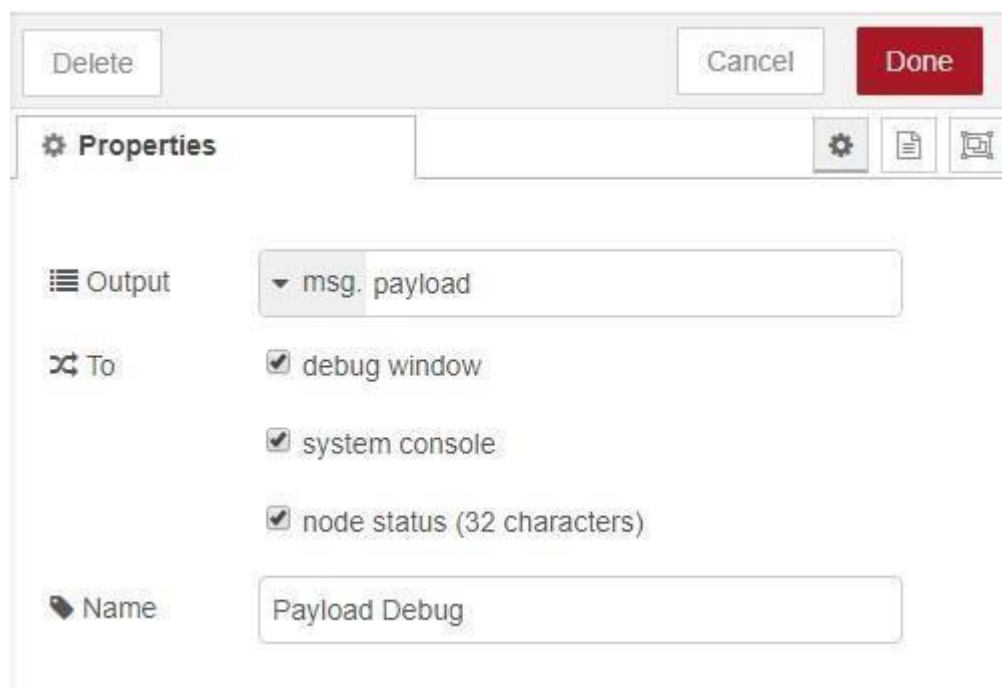 Delete Cancel Done
Properties
Output msg. payload
To debug window
system console
node status (32 characters)
Name Payload Debug